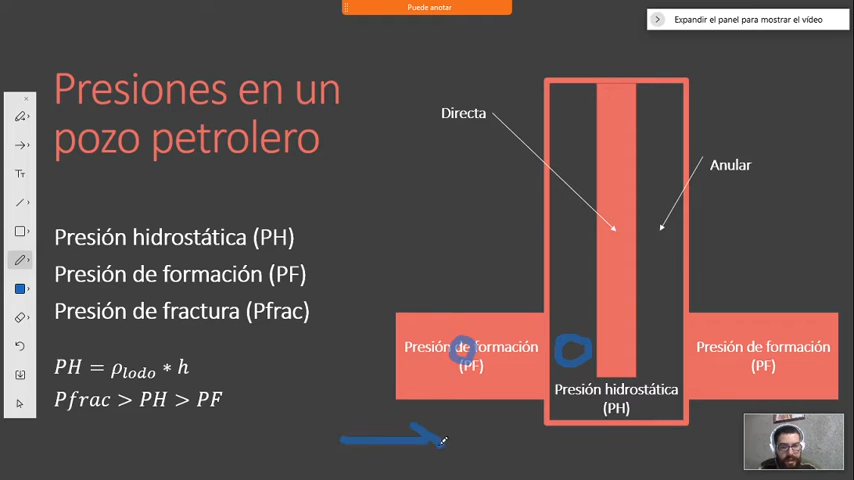 Puede anotar
Expandir el panel para mostrar el vídeo
Presiones en un
pozo petrolero
Presión hidrostática (PH)
Presión de formación (PF)
Presión de fractura (Pfrac)
PH = ρ_lodo * h
Pfrac > PH > PF
Directa
Anular
Presión de formación
(PF)
Presión hidrostática
(PH)
Presión de formación
(PF)
Tт